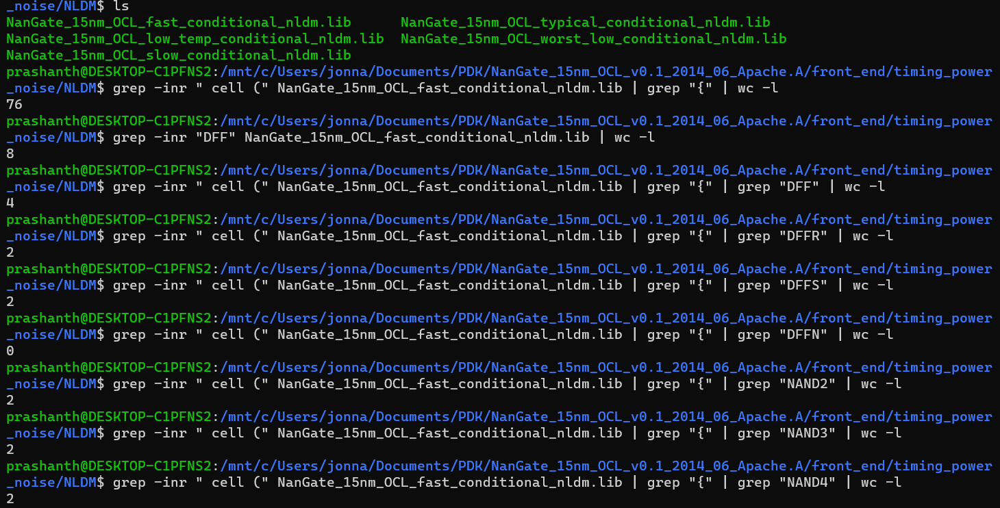 _noise/NLDM$ ls
NanGate_15nm_OCL_fast_conditional_nldm.lib      NanGate_15nm_OCL_typical_conditional_nldm.lib
NanGate_15nm_OCL_low_temp_conditional_nldm.lib  NanGate_15nm_OCL_worst_low_conditional_nldm.lib
NanGate_15nm_OCL_slow_conditional_nldm.lib
prashanth@DESKTOP-C1PFNS2:/mnt/c/Users/jonna/Documents/PDK/NanGate_15nm_OCL_v0.1_2014_06_Apache.A/front_end/timing_power
_noise/NLDM$ grep -inr " cell (" NanGate_15nm_OCL_fast_conditional_nldm.lib | grep "{" | wc -l
76
prashanth@DESKTOP-C1PFNS2:/mnt/c/Users/jonna/Documents/PDK/NanGate_15nm_OCL_v0.1_2014_06_Apache.A/front_end/timing_power
_noise/NLDM$ grep -inr "DFF" NanGate_15nm_OCL_fast_conditional_nldm.lib | wc -l
8
prashanth@DESKTOP-C1PFNS2:/mnt/c/Users/jonna/Documents/PDK/NanGate_15nm_OCL_v0.1_2014_06_Apache.A/front_end/timing_power
_noise/NLDM$ grep -inr " cell (" NanGate_15nm_OCL_fast_conditional_nldm.lib | grep "{" | grep "DFF" | wc -l
4
prashanth@DESKTOP-C1PFNS2:/mnt/c/Users/jonna/Documents/PDK/NanGate_15nm_OCL_v0.1_2014_06_Apache.A/front_end/timing_power
_noise/NLDM$ grep -inr " cell (" NanGate_15nm_OCL_fast_conditional_nldm.lib | grep "{" | grep "DFFR" | wc -l
2
prashanth@DESKTOP-C1PFNS2:/mnt/c/Users/jonna/Documents/PDK/NanGate_15nm_OCL_v0.1_2014_06_Apache.A/front_end/timing_power
_noise/NLDM$ grep -inr " cell (" NanGate_15nm_OCL_fast_conditional_nldm.lib | grep "{" | grep "DFFS" | wc -l
2
prashanth@DESKTOP-C1PFNS2:/mnt/c/Users/jonna/Documents/PDK/NanGate_15nm_OCL_v0.1_2014_06_Apache.A/front_end/timing_power
_noise/NLDM$ grep -inr " cell (" NanGate_15nm_OCL_fast_conditional_nldm.lib | grep "{" | grep "DFFN" | wc -l
0
prashanth@DESKTOP-C1PFNS2:/mnt/c/Users/jonna/Documents/PDK/NanGate_15nm_OCL_v0.1_2014_06_Apache.A/front_end/timing_power
_noise/NLDM$ grep -inr " cell (" NanGate_15nm_OCL_fast_conditional_nldm.lib | grep "{" | grep "NAND2" | wc -l
2
prashanth@DESKTOP-C1PFNS2:/mnt/c/Users/jonna/Documents/PDK/NanGate_15nm_OCL_v0.1_2014_06_Apache.A/front_end/timing_power
_noise/NLDM$ grep -inr " cell (" NanGate_15nm_OCL_fast_conditional_nldm.lib | grep "{" | grep "NAND3" | wc -l
2
prashanth@DESKTOP-C1PFNS2:/mnt/c/Users/jonna/Documents/PDK/NanGate_15nm_OCL_v0.1_2014_06_Apache.A/front_end/timing_power
_noise/NLDM$ grep -inr " cell (" NanGate_15nm_OCL_fast_conditional_nldm.lib | grep "{" | grep "NAND4" | wc -l
2